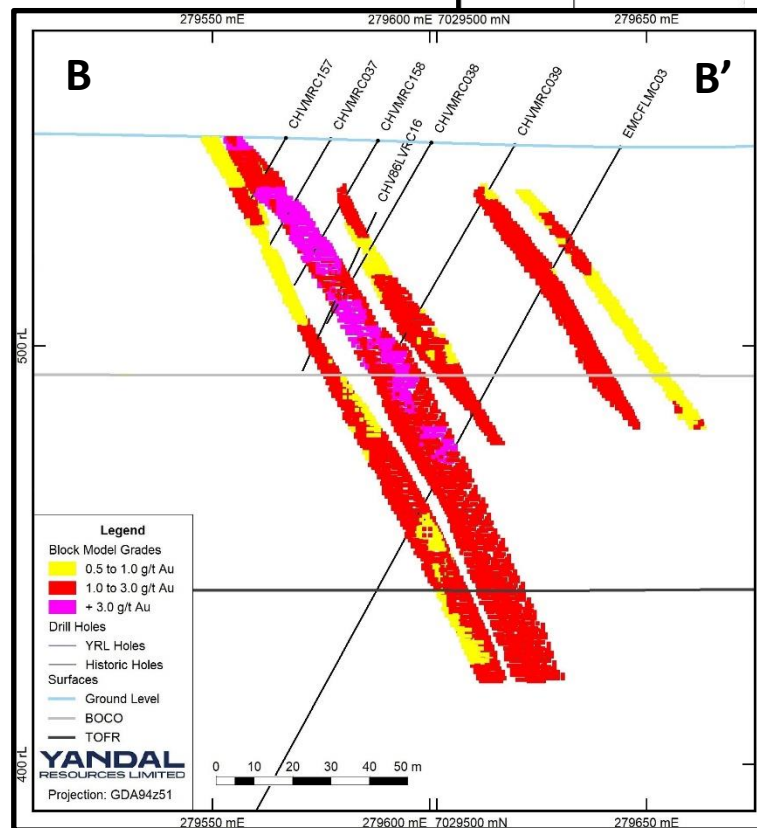 279550 mE
279600 mE 7029500 mN
279650 mE
B
B'
CHVMRC157
CHVMRC037
CHVMRC158
CHV86LVRC16
CHVMRC038
CHVMRC039
EMCFLMC03
500 rL
400 rL
Legend
Block Model Grades
0.5 to 1.0 g/t Au
1.0 to 3.0 g/t Au
+ 3.0 g/t Au
Drill Holes
YRL Holes
Historic Holes
Surfaces
Ground Level
BOCO
TOFR
YANDAL
RESOURCES LIMITED
Projection: GDA94z51
0 10 20 30 40 50 m
279550 mE
279600 mE 7029500 mN
279650 mE